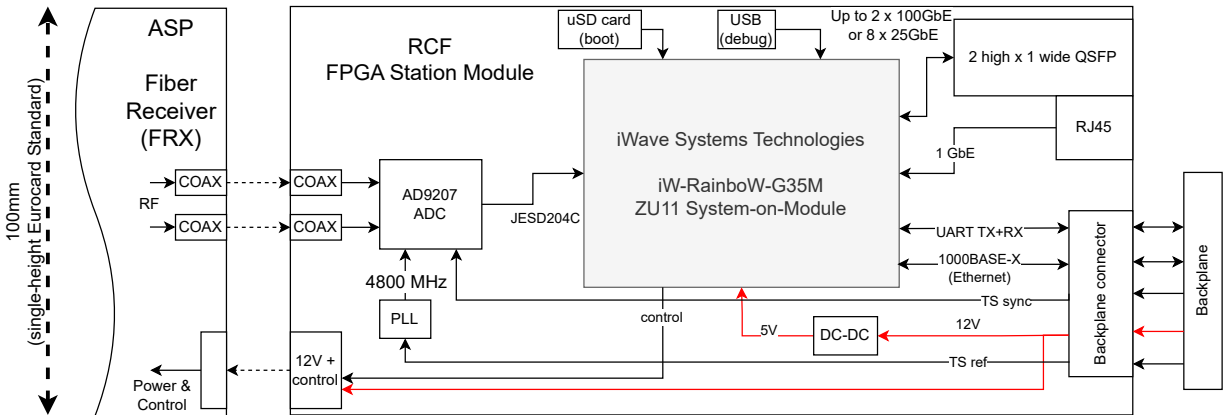 100mm
(single-height Eurocard Standard)
ASP
Fiber
Receiver
(FRX)
RF
COAX
COAX
COAX
COAX
Power &
Control
RCF
FPGA Station Module
uSD card
(boot)
USB
(debug)
Up to 2 x 100GbE
or 8 x 25GbE
2 high x 1 wide QSFP
RJ45
1 GbE
AD9207
ADC
JESD204C
iWave Systems Technologies
iW-RainboW-G35M
ZU11 System-on-Module
4800 MHz
PLL
12V +
control
control
UART TX+RX
1000BASE-X
(Ethernet)
TS sync
5V
DC-DC
12V
TS ref
Backplane connector
Backplane